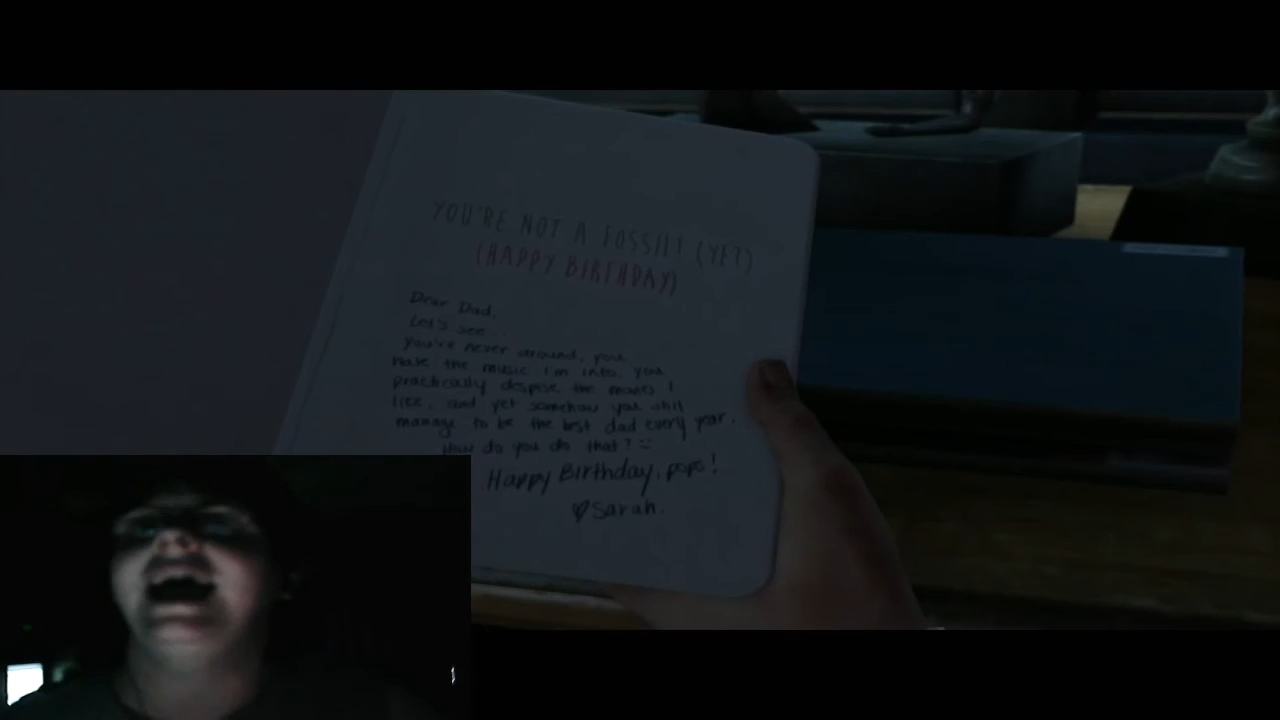 YOU'RE NOT A FOSSIL! (YET)
(HAPPY BIRTHDAY)
Dear Dad,
Let's see...
you're never around, you
hate the music I'm into, you
practically despise the movies I
like, and yet somehow you still
manage to be the best dad every year.
How do you do that? :)
Happy Birthday, pops!
♡Sarah.